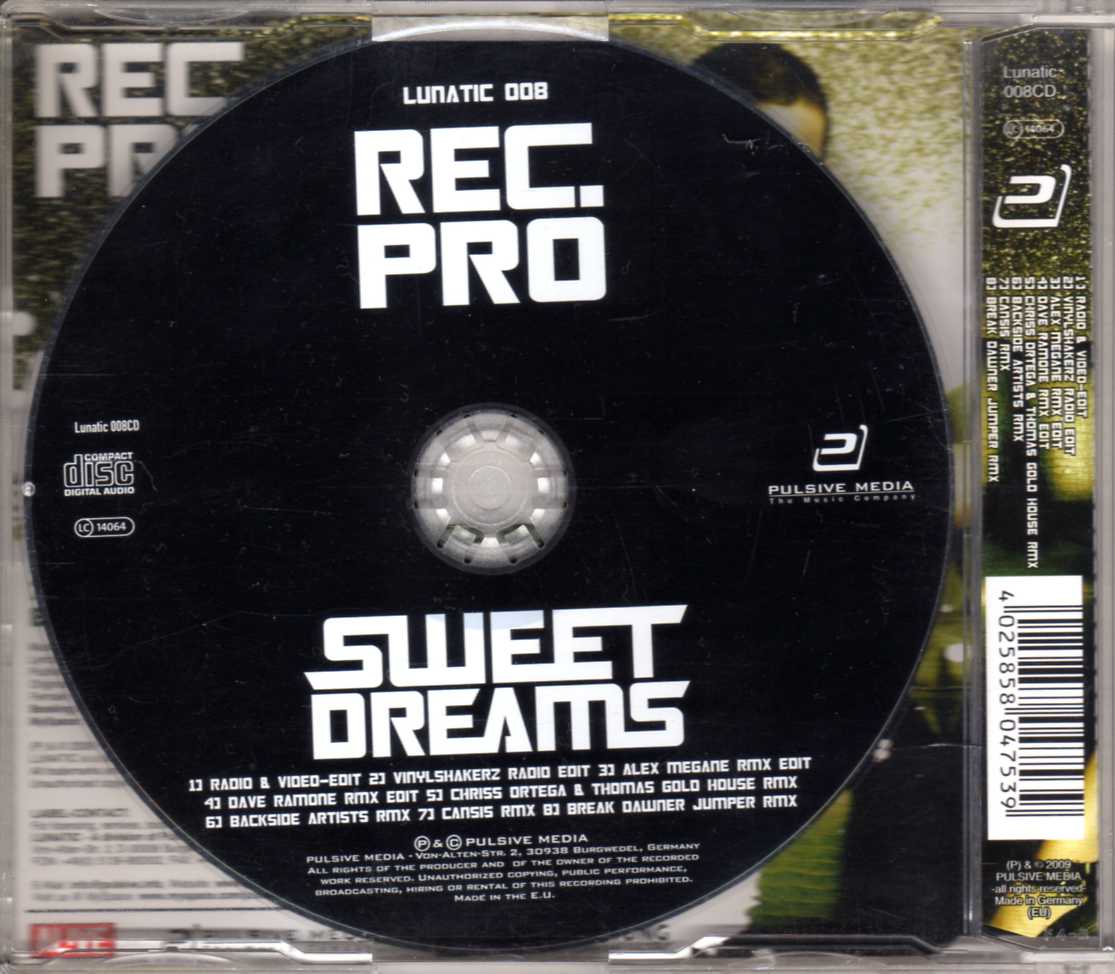 REC
PR
LUNATIC 008
REC.
PRO
Lunatic 008CD
COMPACT
disc
DIGITAL AUDIO
LC 14064
PULSIVE MEDIA
The Music Company
SWEET
DREAMS
1) RADIO & VIDEO-EDIT 2) VINYLSHAKERZ RADIO EDIT 3) ALEX MEGANE RMX EDIT
4) DAVE RAMONE RMX EDIT 5) CHRISS ORTEGA & THOMAS GOLD HOUSE RMX
6) BACKSIDE ARTISTS RMX 7) CANSIS RMX 8) BREAK DAWNER JUMPER RMX
Ⓟ & © PULSIVE MEDIA
PULSIVE MEDIA - VON-ALTEN-STR. 2, 30938 BURGWEDEL, GERMANY
ALL RIGHTS OF THE PRODUCER AND OF THE OWNER OF THE RECORDED
WORK RESERVED. UNAUTHORIZED COPYING, PUBLIC PERFORMANCE,
BROADCASTING, HIRING OR RENTAL OF THIS RECORDING PROHIBITED.
MADE IN THE E.U.
Lunatic
008CD
LC 14064
1) RADIO & VIDEO-EDIT
2) VINYLSHAKERZ RADIO EDIT
3) ALEX MEGANE RMX EDIT
4) DAVE RAMONE RMX EDIT
5) CHRISS ORTEGA & THOMAS GOLD HOUSE RMX
6) BACKSIDE ARTISTS RMX
7) CANSIS RMX
8) BREAK DAWNER JUMPER RMX
4 025858 047539
(P) & © 2009
PULSIVE MEDIA
-all rights reserved-
Made in Germany
(EU)